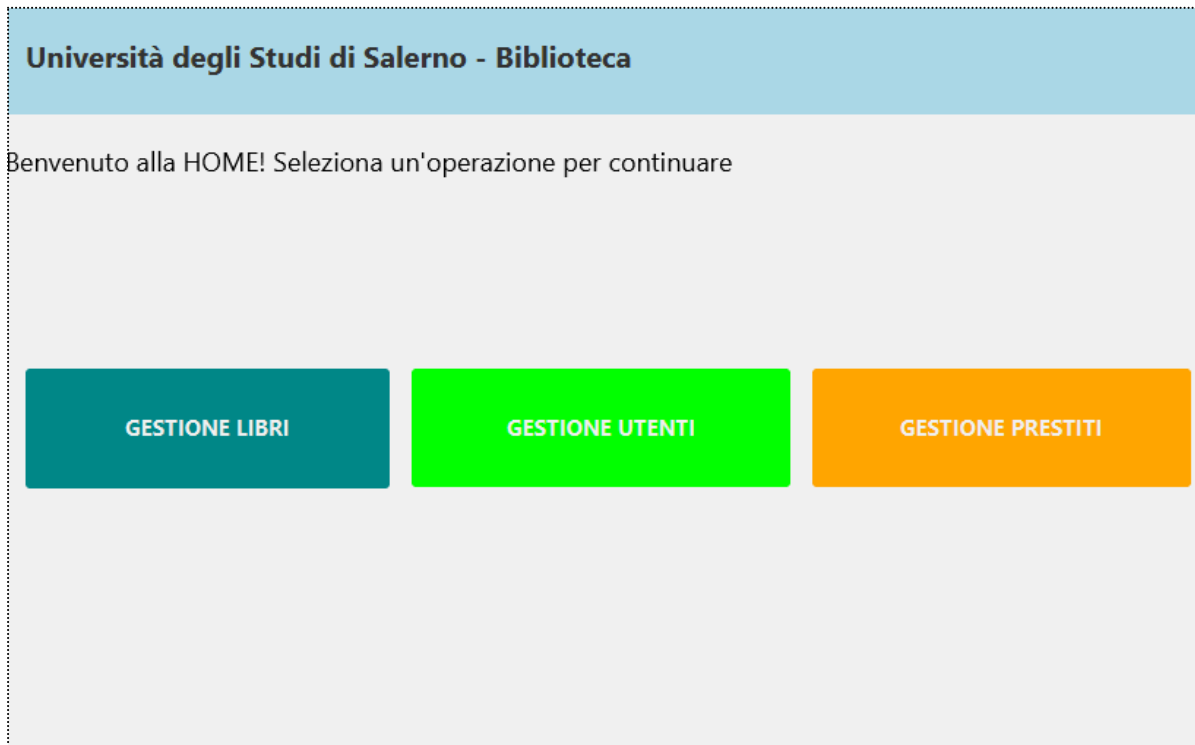 Università degli Studi di Salerno - Biblioteca
Benvenuto alla HOME! Seleziona un'operazione per continuare
GESTIONE LIBRI
GESTIONE UTENTI
GESTIONE PRESTITI